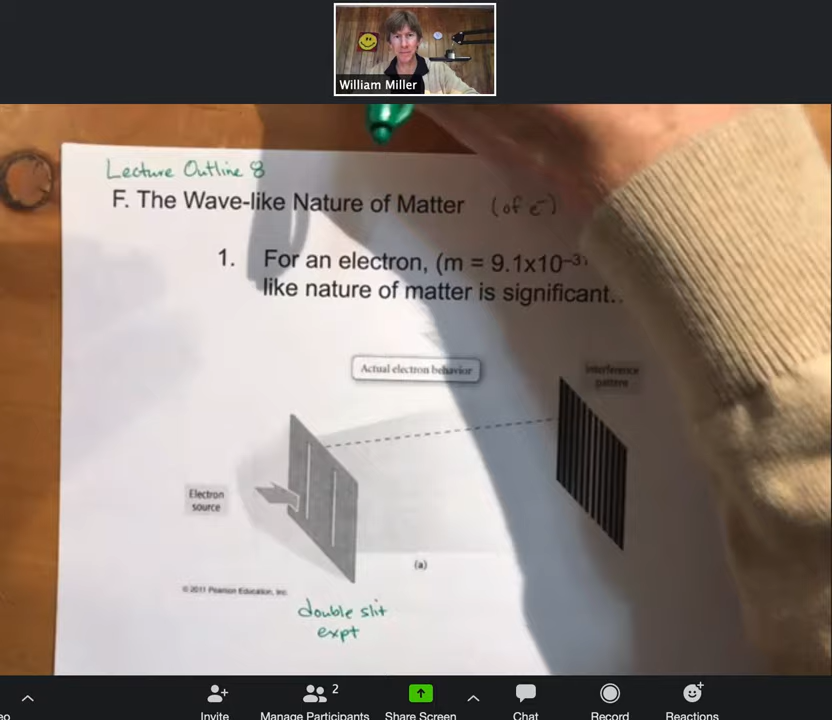 William Miller
Lecture Outline 8
F. The Wave-like Nature of Matter (of e⁻)
1. For an electron, (m = 9.1x10⁻³
like nature of matter is significant..
Actual electron behavior
Interference
pattern
Electron
source
(a)
© 2011 Pearson Education, Inc.
double slit
expt
2
Invite
Manage Participants
Share Screen
Chat
Record
Reactions